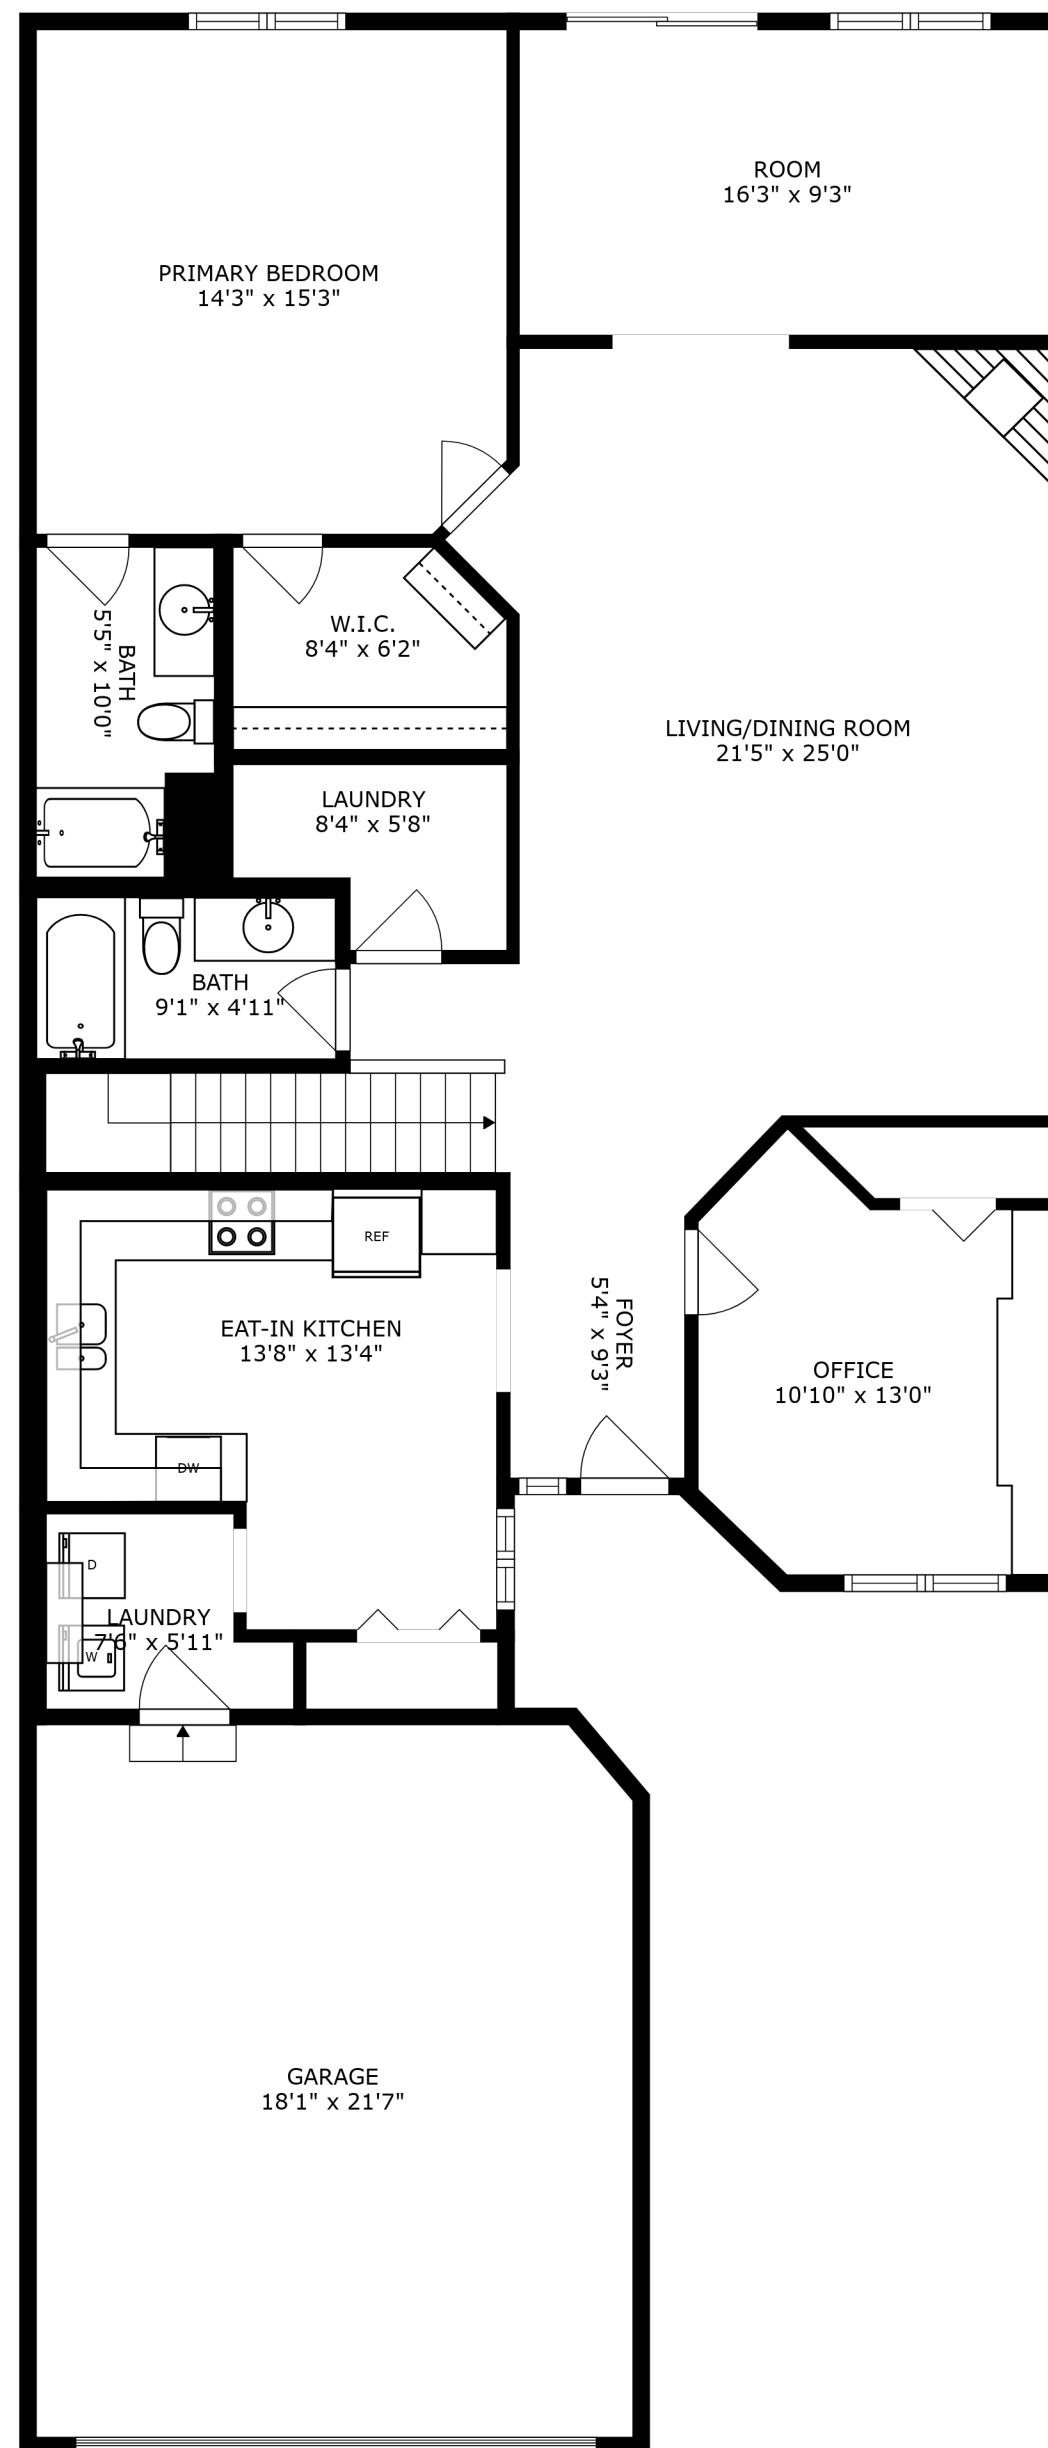 ROOM
16'3" x 9'3"
PRIMARY BEDROOM
14'3" x 15'3"
W.I.C.
8'4" x 6'2"
BATH
5'5" x 10'0"
LIVING/DINING ROOM
21'5" x 25'0"
LAUNDRY
8'4" x 5'8"
BATH
9'1" x 4'11"
REF
EAT-IN KITCHEN
13'8" x 13'4"
FOYER
5'4" x 9'3"
OFFICE
10'10" x 13'0"
DW
D
LAUNDRY
7'6" x 5'11"
W
GARAGE
18'1" x 21'7"